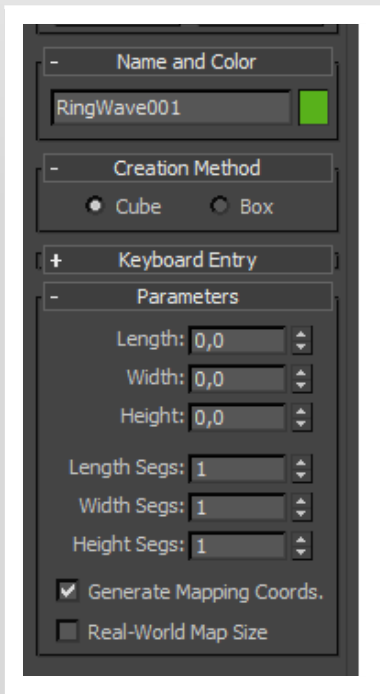 - Name and Color
RingWave001
- Creation Method
Cube Box
+ Keyboard Entry
- Parameters
Length: 0,0
Width: 0,0
Height: 0,0
Length Segs: 1
Width Segs: 1
Height Segs: 1
Generate Mapping Coords.
Real-World Map Size